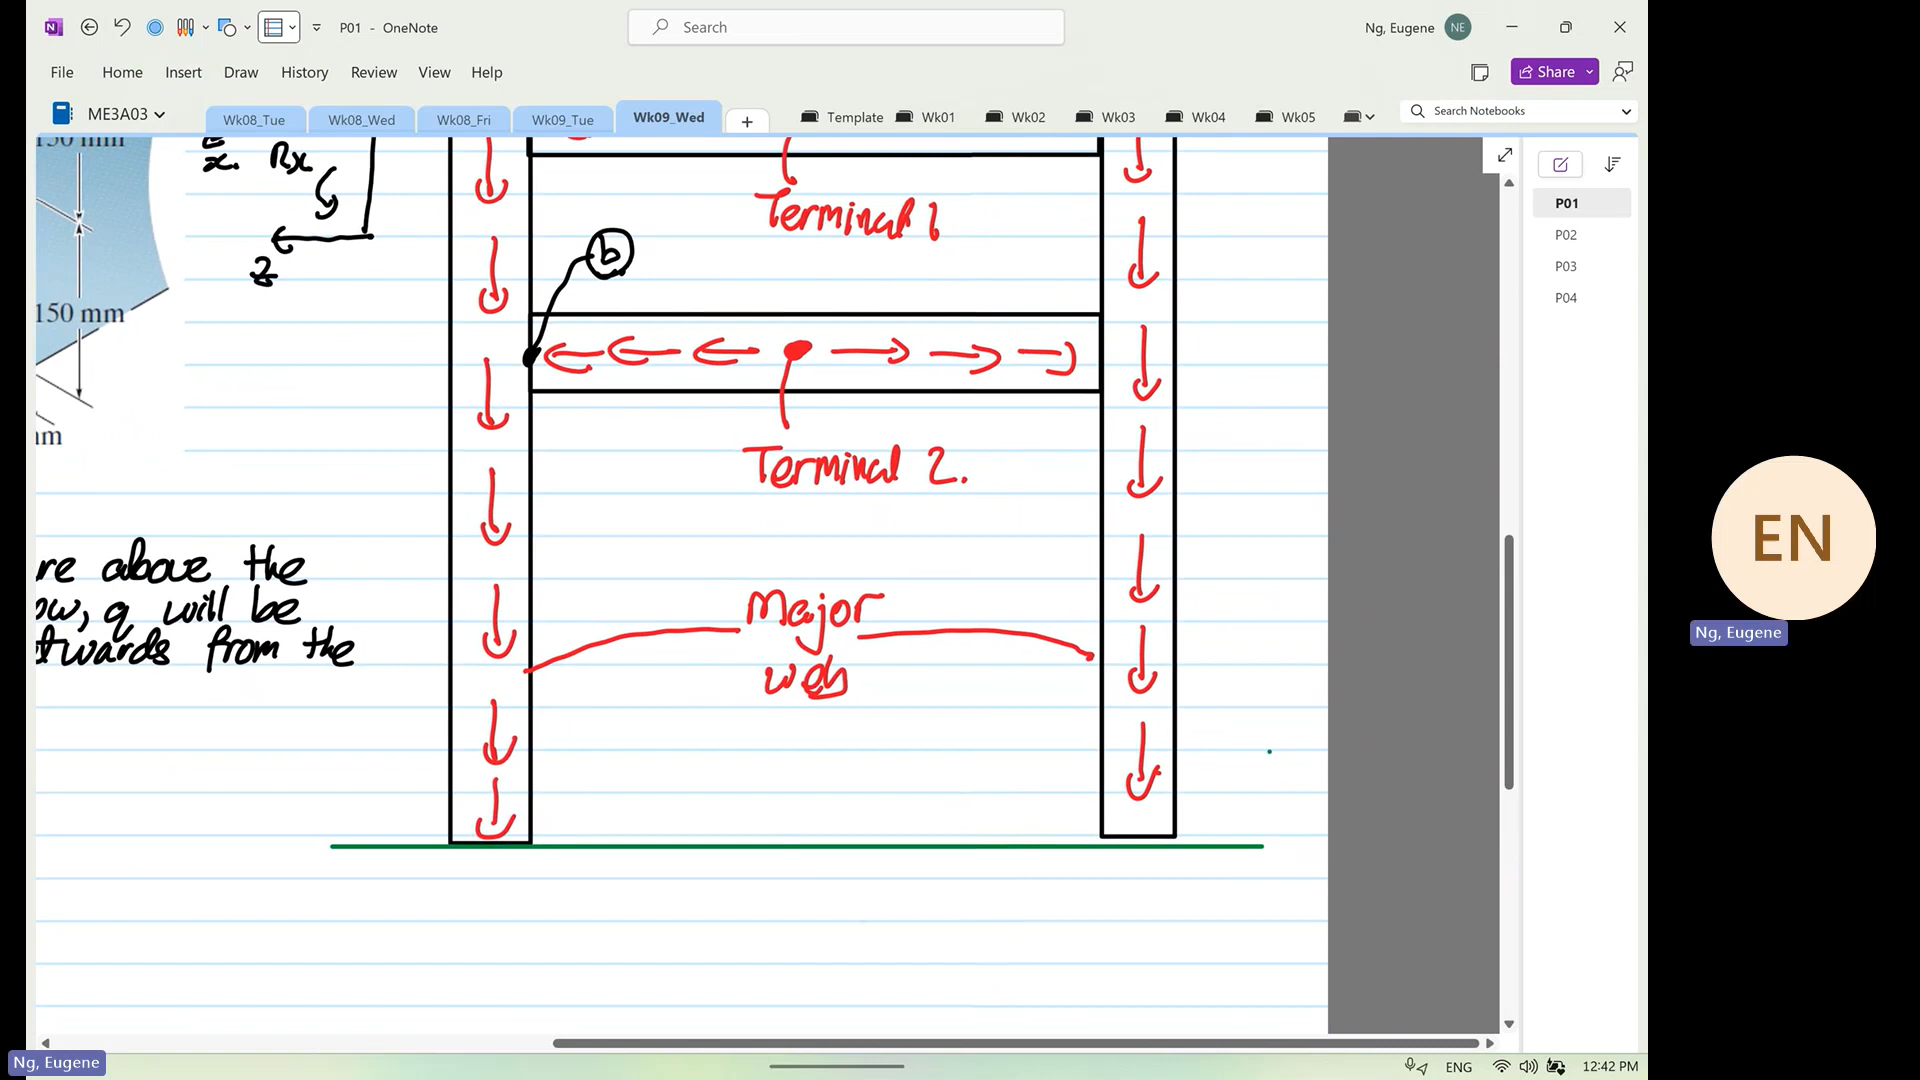 P01 - OneNote
Search
Ng, Eugene
NE
File
Home
Insert
Draw
History
Review
View
Help
Share
ME3A03
Wk08_Tue
Wk08_Wed
Wk08_Fri
Wk09_Tue
Wk09_Wed
Template
Wk01
Wk02
Wk03
Wk04
Wk05
Search Notebooks
P01
P02
P03
P04
150 mm
x. Rx
z
Terminal 1
b
150 mm
Terminal 2.
re above the
ow, q will be
twards from the
Major
web
EN
Ng, Eugene
Ng, Eugene
ENG
12:42 PM